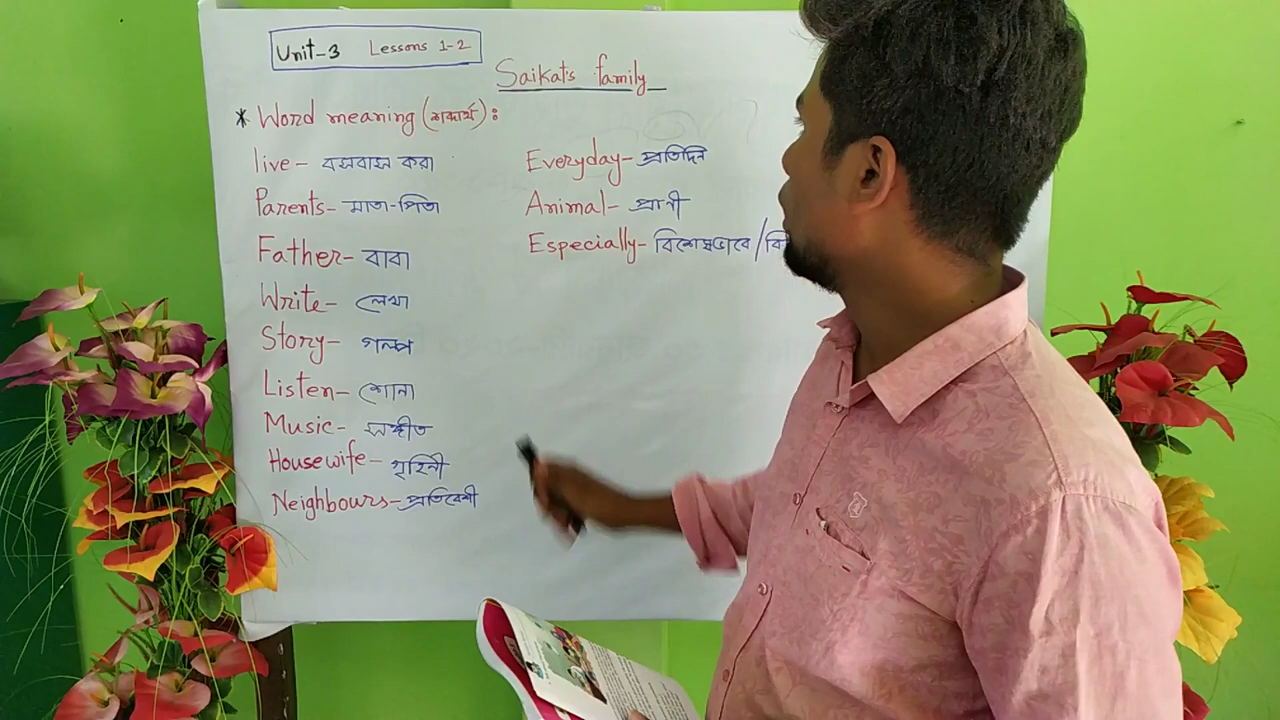 Unit-3 Lessons 1-2
Saikat's family
* Word meaning (শব্দার্থ) :
live - বসবাস করা
Parents - মাতা-পিতা
Father - বাবা
Write - লেখা
Story - গল্প
Listen - শোনা
Music - সঙ্গীত
Housewife - গৃহিনী
Neighbours - প্রতিবেশী
Everyday - প্রতিদিন
Animal - প্রাণী
Especially - বিশেষভাবে/